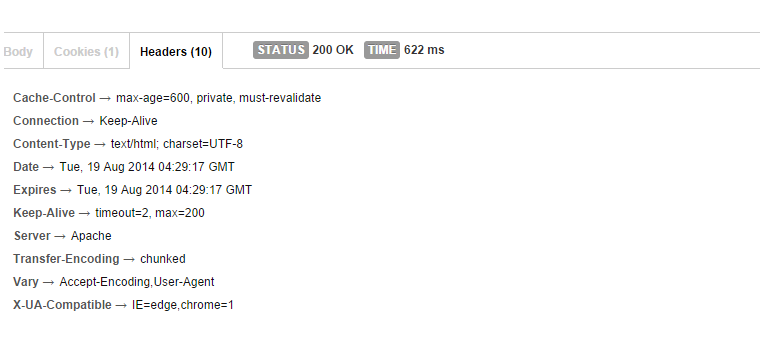 Body Cookies (1) Headers (10) STATUS 200 OK TIME 622 ms
Cache-Control → max-age=600, private, must-revalidate
Connection → Keep-Alive
Content-Type → text/html; charset=UTF-8
Date → Tue, 19 Aug 2014 04:29:17 GMT
Expires → Tue, 19 Aug 2014 04:29:17 GMT
Keep-Alive → timeout=2, max=200
Server → Apache
Transfer-Encoding → chunked
Vary → Accept-Encoding,User-Agent
X-UA-Compatible → IE=edge,chrome=1